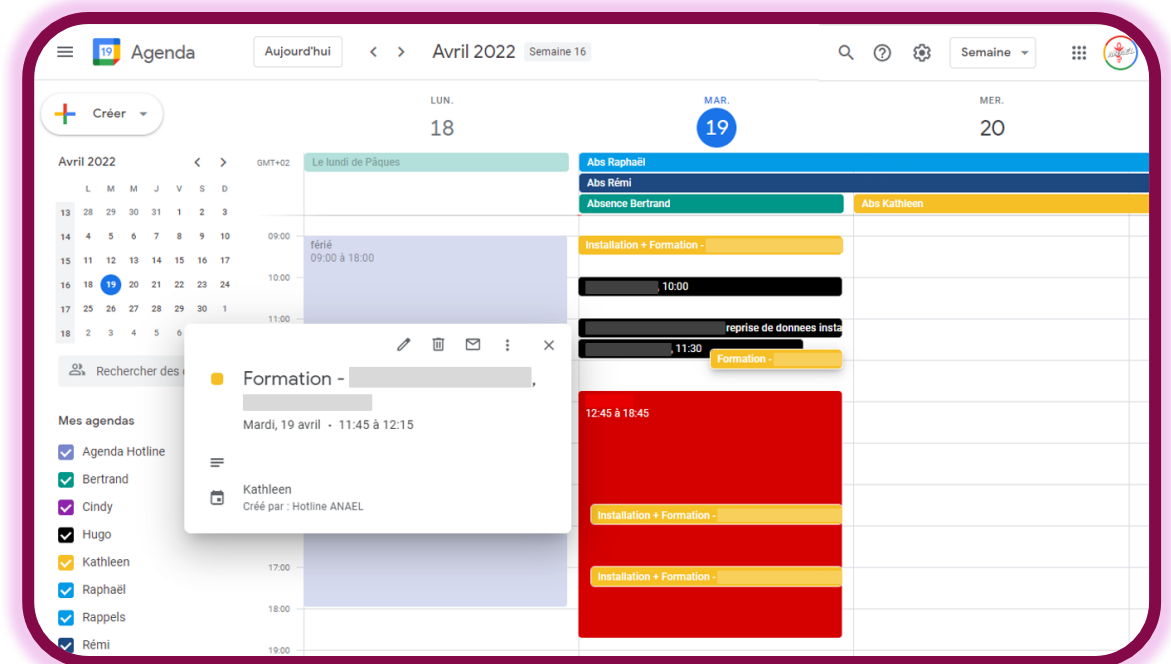 19 Agenda Aujourd'hui Avril 2022 Semaine 16 Semaine
Créer
LUN. MAR. MER.
18 19 20
Avril 2022
L M M J V S D
13 28 29 30 31 1 2 3
14 4 5 6 7 8 9 10
15 11 12 13 14 15 16 17
16 18 19 20 21 22 23 24
17 25 26 27 28 29 30 1
18 2 3 4 5 6
Rechercher des
Mes agendas
Agenda Hotline
Bertrand
Cindy
Hugo
Kathleen
Raphaël
Rappels
Rémi
GMT+02
Le lundi de Pâques
Abs Raphaël
Abs Rémi
Absence Bertrand
Abs Kathleen
09:00
10:00
11:00
17:00
18:00
19:00
férié
09:00 à 18:00
Installation + Formation -
, 10:00
reprise de donnees insta
, 11:30
Formation -
12:45 à 18:45
Installation + Formation -
Installation + Formation -
Formation - ,
Mardi, 19 avril • 11:45 à 12:15
Kathleen
Créé par : Hotline ANAEL